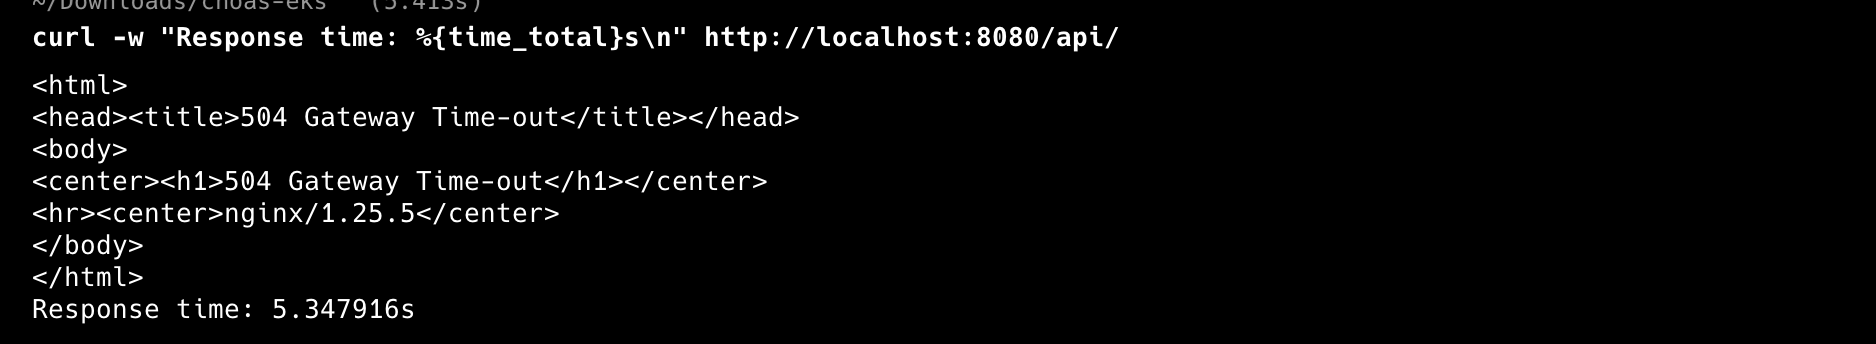 ~/Downloads/choas-eks (5.413s)
curl -w "Response time: %{time_total}s\n" http://localhost:8080/api/
<html>
<head><title>504 Gateway Time-out</title></head>
<body>
<center><h1>504 Gateway Time-out</h1></center>
<hr><center>nginx/1.25.5</center>
</body>
</html>
Response time: 5.347916s